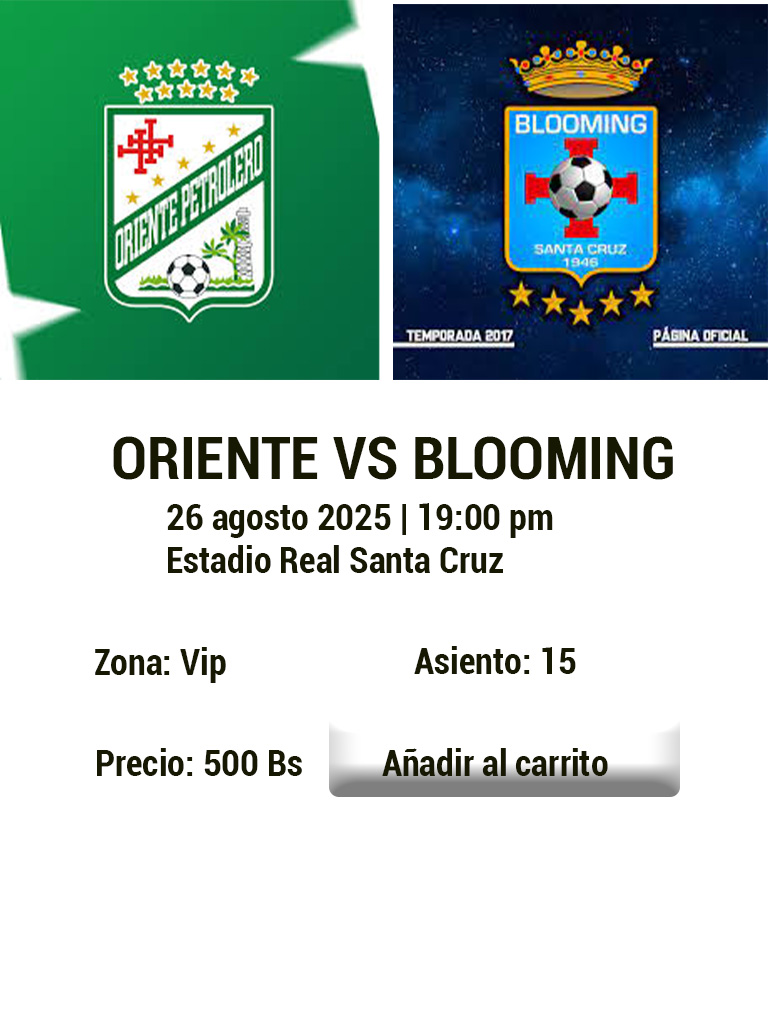 ORIENTE PETROLERO
BLOOMING
SANTA CRUZ
1946
TEMPORADA 2017
PÁGINA OFICIAL
ORIENTE VS BLOOMING
26 agosto 2025 | 19:00 pm
Estadio Real Santa Cruz
Zona: Vip
Asiento: 15
Precio: 500 Bs
Añadir al carrito